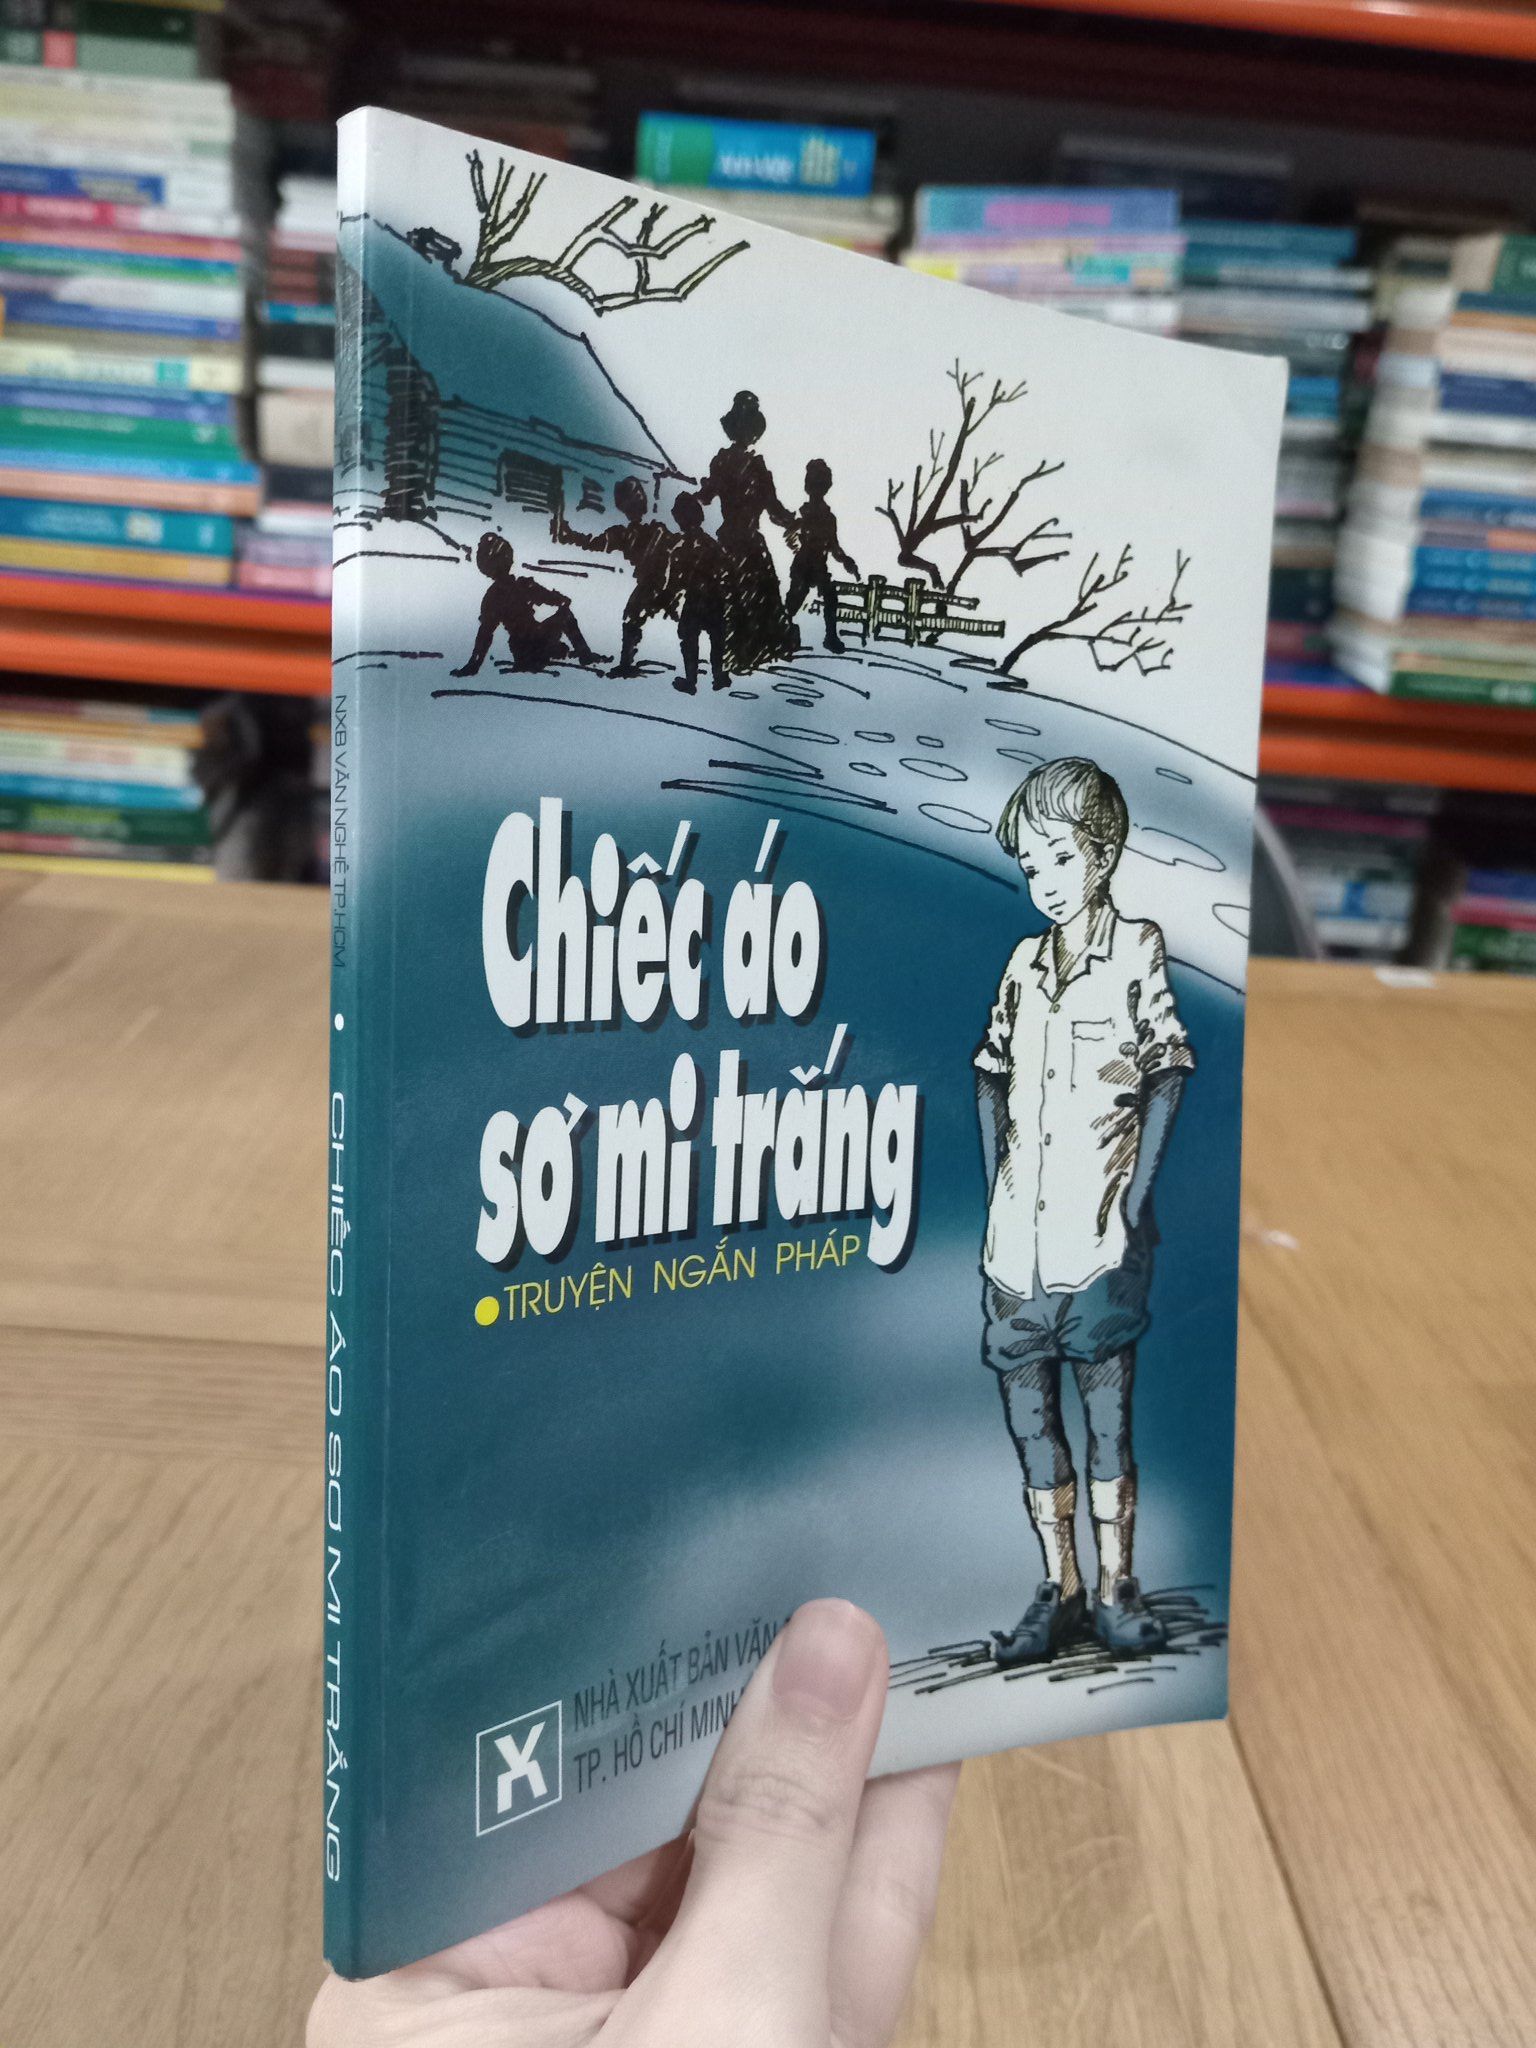 Chiếc áo
sơ mi trắng
TRUYỆN NGẮN PHÁP
NHÀ XUẤT BẢN VĂN
TP. HỒ CHÍ MINH
NXB VĂN NGHỆ TP.HCM • CHIẾC ÁO SƠ MI TRẮNG